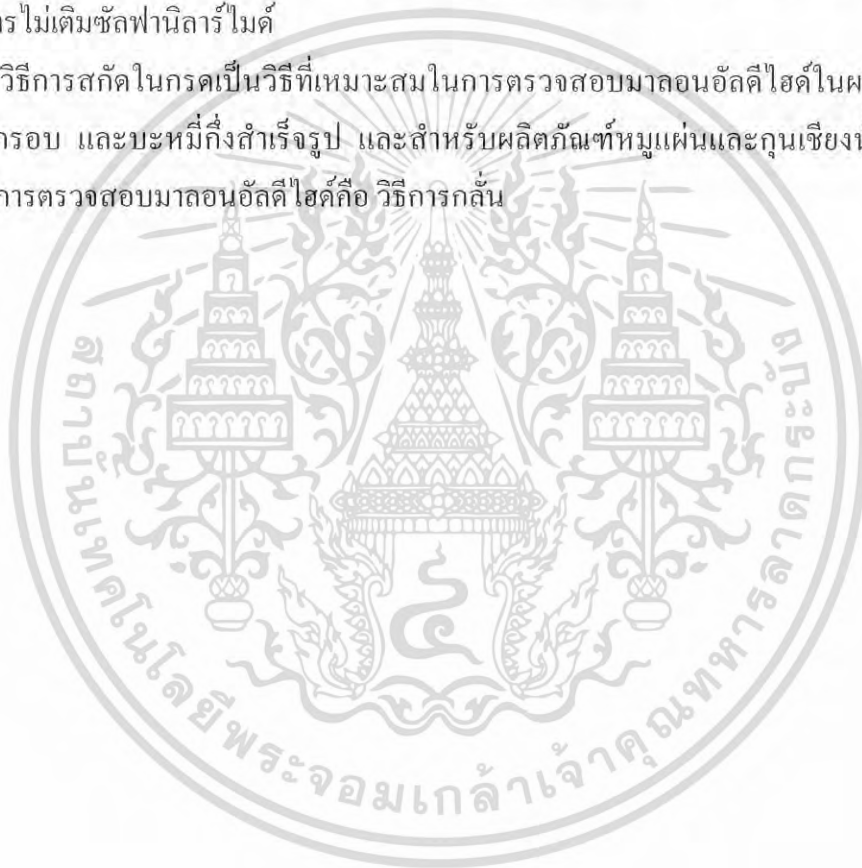 รไม่เติมซัลฟานิลาร์ไมด์
วิธีการสกัดในกรดเป็นวิธีที่เหมาะสมในการตรวจสอบมาลอนอัลดีไฮด์ในผ
กรอบ และบะหมี่กึ่งสำเร็จรูป และสำหรับผลิตภัณฑ์หมูแผ่นและกุนเชียงน
การตรวจสอบมาลอนอัลดีไฮด์คือ วิธีการกลั่น
สถาบันเทคโนโลยีพระจอมเกล้าเจ้าคุณทหารลาดกระบัง